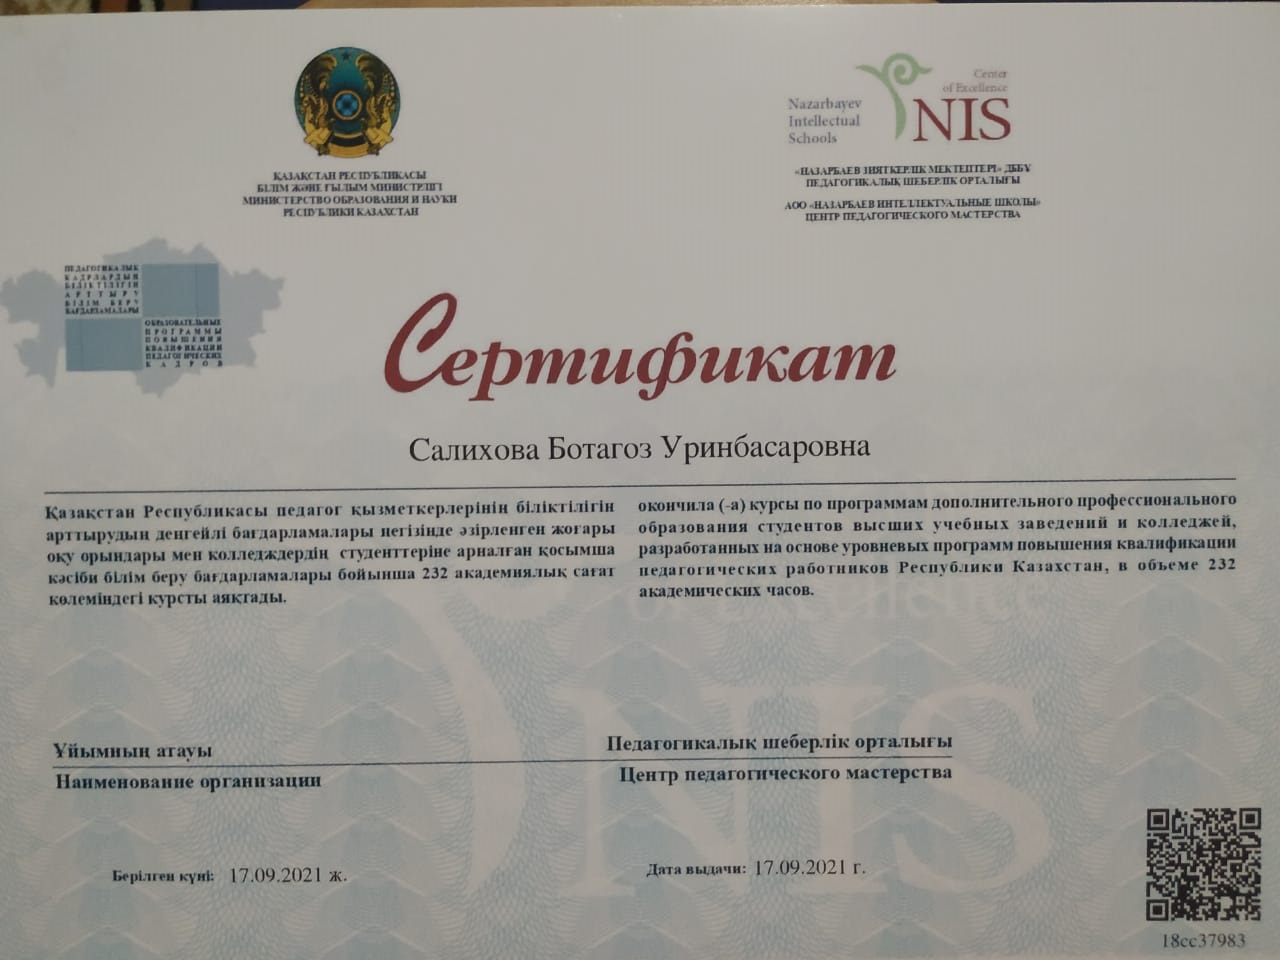 ҚАЗАҚСТАН РЕСПУБЛИКАСЫ
БІЛІМ ЖӘНЕ ҒЫЛЫМ МИНИСТРЛІГІ
МИНИСТЕРСТВО ОБРАЗОВАНИЯ И НАУКИ
РЕСПУБЛИКИ КАЗАХСТАН
Center
of Excellence
Nazarbayev
Intellectual
Schools
NIS
«НАЗАРБАЕВ ЗИЯТКЕРЛІК МЕКТЕПТЕРІ» ДББҰ
ПЕДАГОГИКАЛЫҚ ШЕБЕРЛІК ОРТАЛЫҒЫ
АОО «НАЗАРБАЕВ ИНТЕЛЛЕКТУАЛЬНЫЕ ШКОЛЫ»
ЦЕНТР ПЕДАГОГИЧЕСКОГО МАСТЕРСТВА
ПЕДАГОГИКАЛЫҚ
КАДРЛАРДЫҢ
БІЛІКТІЛІГІН
АРТТЫРУ
БІЛІМ БЕРУ
БАҒДАРЛАМАЛАРЫ
ОБРАЗОВАТЕЛЬНЫЕ
ПРОГРАММЫ
ПОВЫШЕНИЯ
КВАЛИФИКАЦИИ
ПЕДАГОГИЧЕСКИХ
КАДРОВ
Сертификат
Салихова Ботагоз Уринбасаровна
Қазақстан Республикасы педагог қызметкерлерінің біліктілігін
арттырудың деңгейлі бағдарламалары негізінде әзірленген жоғары
оқу орындары мен колледждердің студенттеріне арналған қосымша
кәсіби білім беру бағдарламалары бойынша 232 академиялық сағат
көлеміндегі курсты аяқтады.
окончила (-а) курсы по программам дополнительного профессионального
образования студентов высших учебных заведений и колледжей,
разработанных на основе уровневых программ повышения квалификации
педагогических работников Республики Казахстан, в объеме 232
академических часов.
of Excellence
NIS
Ұйымның атауы
Педагогикалық шеберлік орталығы
Наименование организации
Центр педагогического мастерства
Берілген күні: 17.09.2021 ж.
Дата выдачи: 17.09.2021 г.
18cc37983